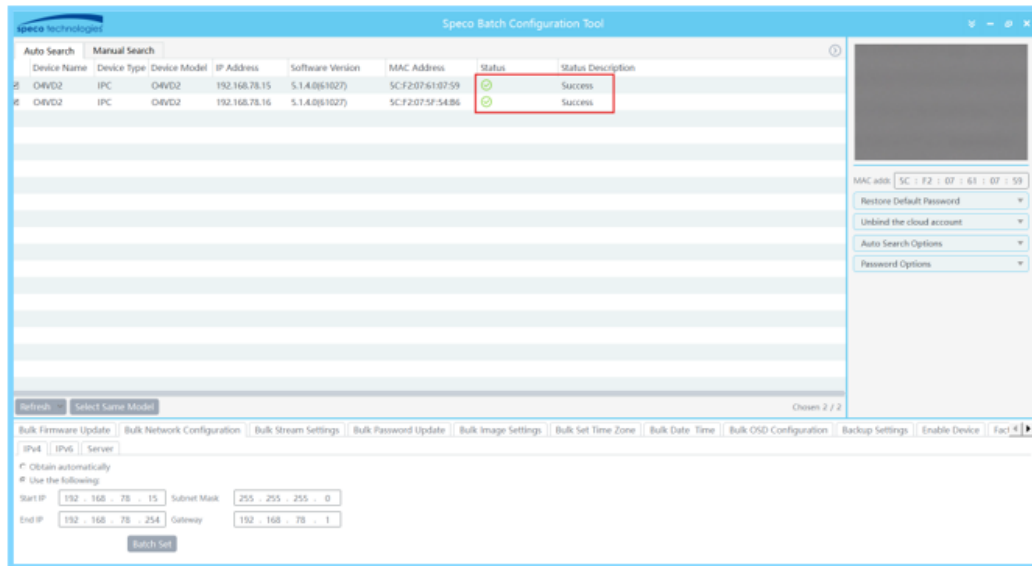 speco technologies
Speco Batch Configuration Tool
Auto Search Manual Search
Device Name Device Type Device Model IP Address Software Version MAC Address Status Status Description
O4VD2 IPC O4VD2 192.168.78.15 5.1.4.0(61027) 5C:F2:07:61:07:59 Success
O4VD2 IPC O4VD2 192.168.78.16 5.1.4.0(61027) 5C:F2:07:5F:54:B6 Success
MAC addr. 5C : F2 : 07 : 61 : 07 : 59
Restore Default Password
Unbind the cloud account
Auto Search Options
Password Options
Refresh Select Same Model Chosen 2 / 2
Bulk Firmware Update Bulk Network Configuration Bulk Stream Settings Bulk Password Update Bulk Image Settings Bulk Set Time Zone Bulk Date Time Bulk OSD Configuration Backup Settings Enable Device Fact
IPv4 IPv6 Server
Obtain automatically
Use the following:
Start IP 192 . 168 . 78 . 15 Subnet Mask 255 . 255 . 255 . 0
End IP 192 . 168 . 78 . 254 Gateway 192 . 168 . 78 . 1
Batch Set